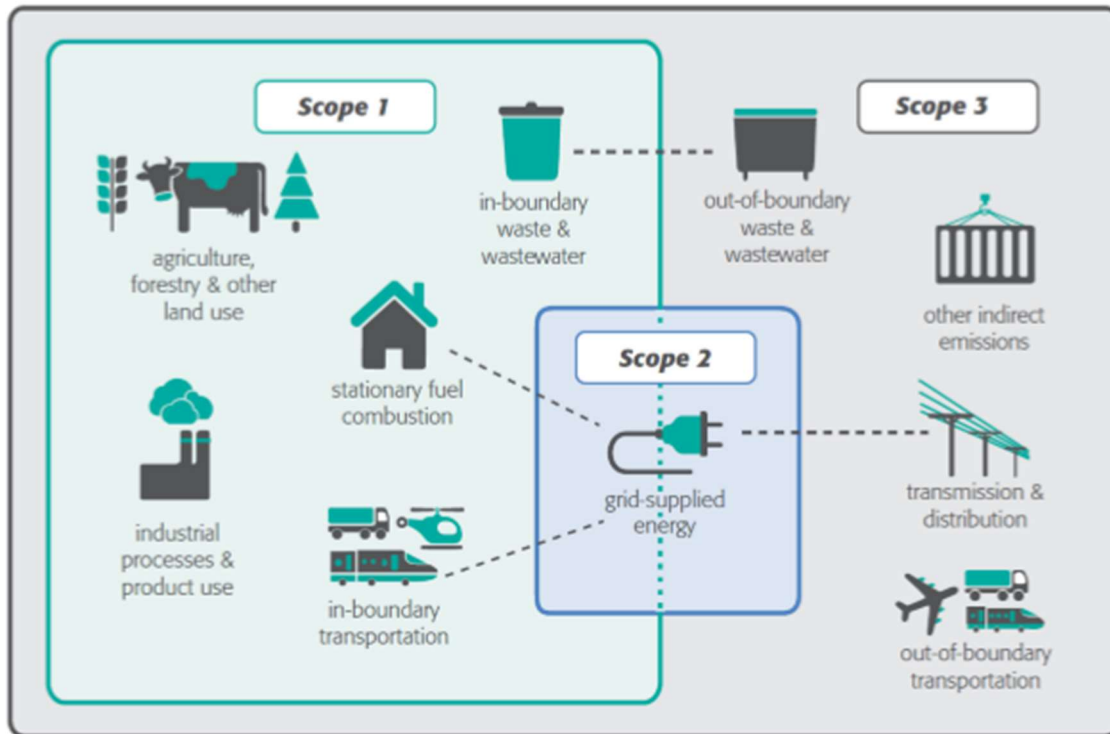 Scope 1
Scope 3
in-boundary
waste &
wastewater
out-of-boundary
waste &
wastewater
agriculture,
forestry & other
land use
other indirect
emissions
Scope 2
stationary fuel
combustion
grid-supplied
energy
transmission &
distribution
industrial
processes &
product use
in-boundary
transportation
out-of-boundary
transportation